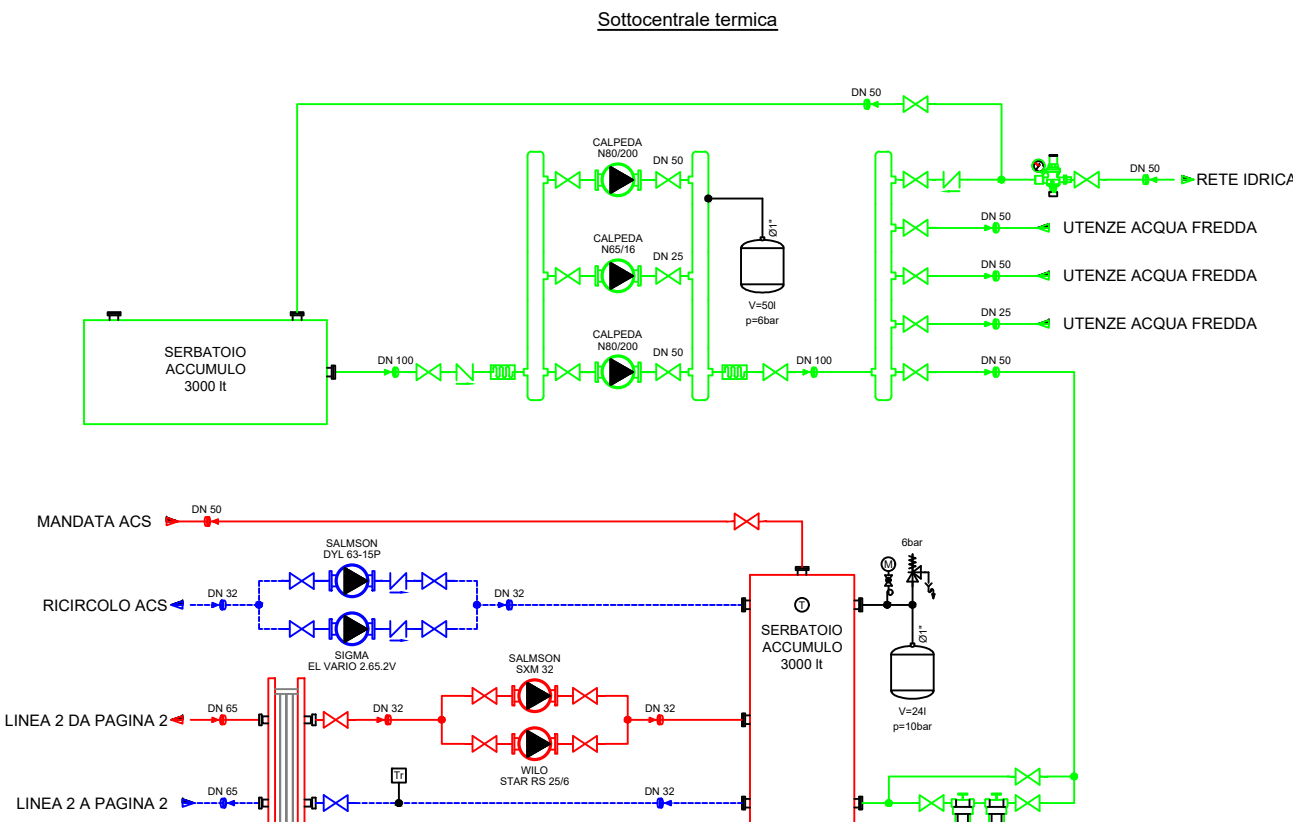 Sottocentrale termica
DN 50
CALPEDA
N80/200
DN 50
DN 50
RETE IDRICA
Ø1"
DN 50
UTENZE ACQUA FREDDA
CALPEDA
N65/16
DN 25
DN 50
UTENZE ACQUA FREDDA
V=50l
p=6bar
DN 25
UTENZE ACQUA FREDDA
SERBATOIO
ACCUMULO
3000 lt
DN 100
CALPEDA
N80/200
DN 50
DN 100
DN 50
MANDATA ACS
DN 50
SALMSON
DYL 63-15P
6bar
M
RICIRCOLO ACS
DN 32
DN 32
T
SERBATOIO
ACCUMULO
3000 lt
Ø1"
SIGMA
EL VARIO 2.65.2V
SALMSON
SXM 32
V=24l
p=10bar
LINEA 2 DA PAGINA 2
DN 65
DN 32
DN 32
WILO
STAR RS 25/6
Tr
LINEA 2 A PAGINA 2
DN 65
DN 32